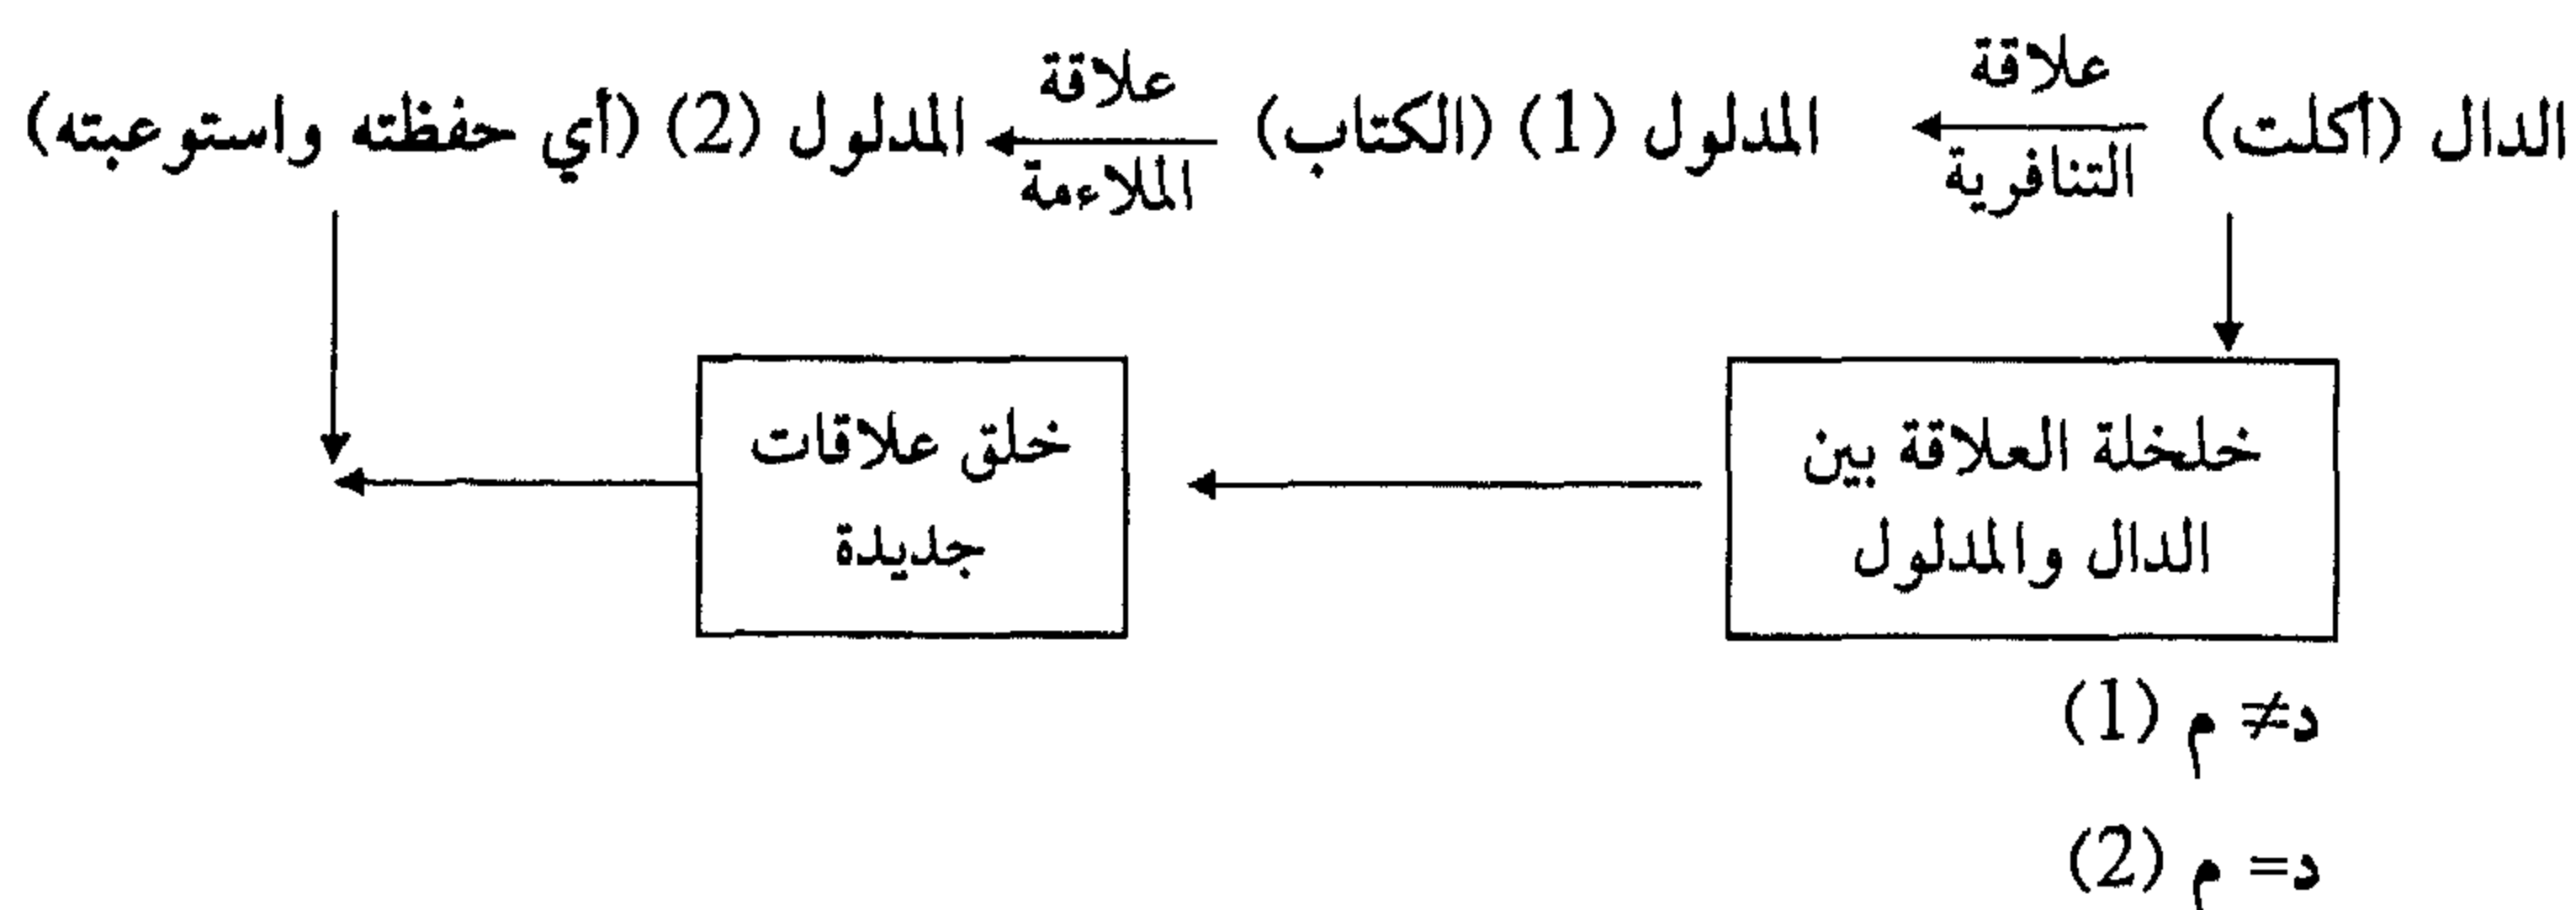 الدال (أكلت) علاقة التنافرية المدلول (1) (الكتاب) علاقة الملاءمة المدلول (2) (أي حفظته واستوعبته)
خلخلة العلاقة بين
الدال والمدلول
خلق علاقات
جديدة
د≠ م (1)
د= م (2)